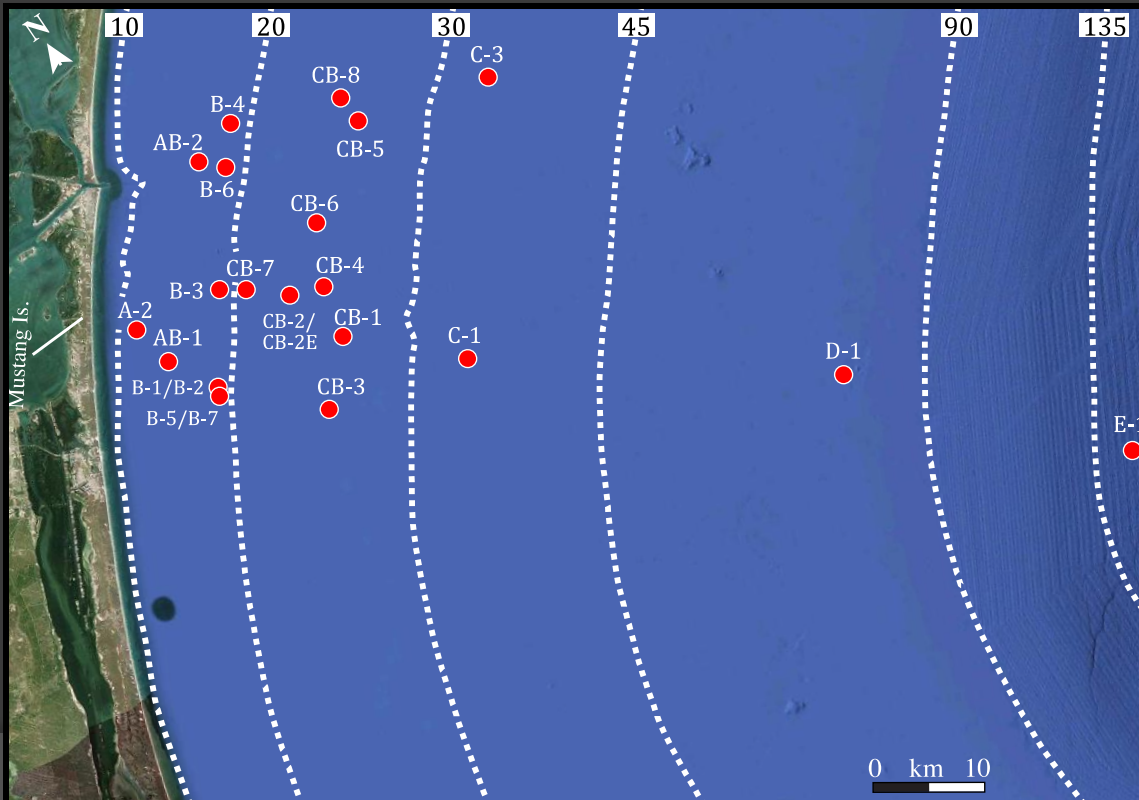 N
10
20
30
45
90
135
C-3
CB-8
B-4
CB-5
AB-2
B-6
CB-6
CB-7
CB-4
B-3
CB-2/
CB-2E
CB-1
A-2
AB-1
C-1
D-1
B-1/B-2
CB-3
B-5/B-7
E-1
Mustang Is.
0 km 10